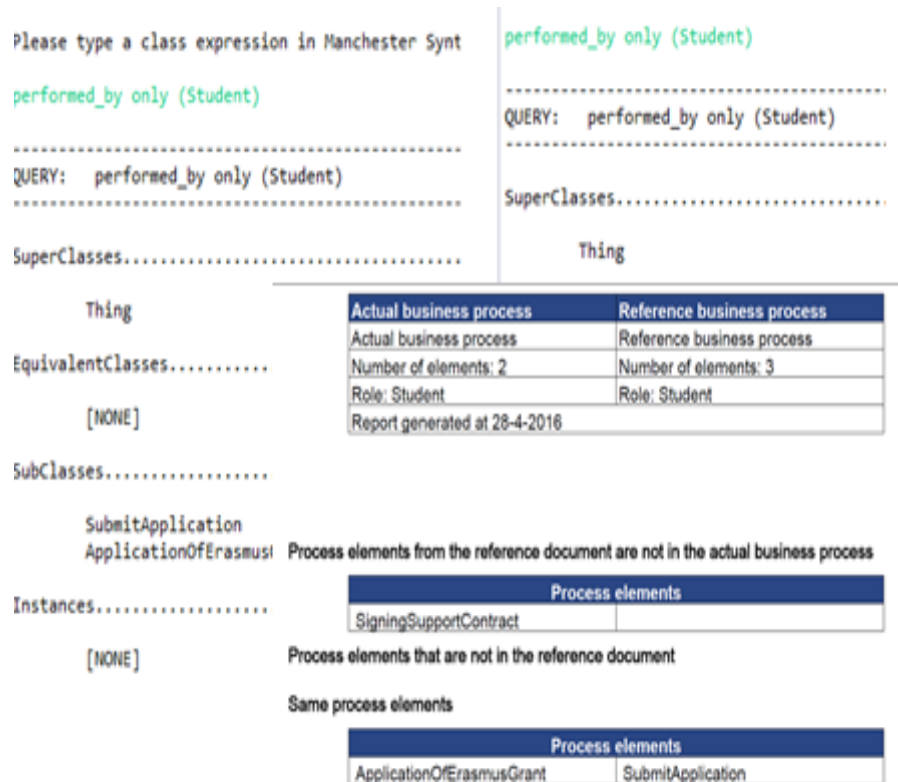 Please type a class expression in Manchester Synt
performed_by only (Student)
QUERY: performed_by only (Student)
SuperClasses.....................................
Thing
EquivalentClasses...........
[NONE]
SubClasses..................
SubmitApplication
ApplicationOfErasmus
Instances...................
[NONE]
performed_by only (Student)
QUERY: performed_by only (Student)
SuperClasses.............................
Thing
Actual business process Reference business process
Actual business process Reference business process
Number of elements: 2 Number of elements: 3
Role: Student Role: Student
Report generated at 28-4-2016
Process elements from the reference document are not in the actual business process
Process elements
SigningSupportContract
Process elements that are not in the reference document
Same process elements
Process elements
ApplicationOfErasmusGrant SubmitApplication